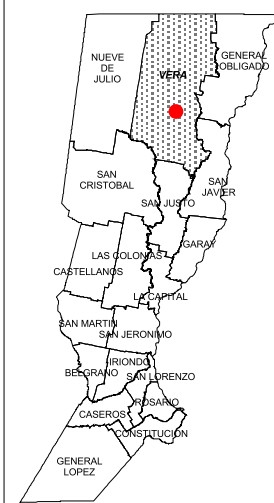 NUEVE
DE
JULIO
VERA
GENERAL
OBLIGADO
SAN
CRISTOBAL
SAN
JAVIER
SAN JUSTO
GARAY
LAS COLONIAS
CASTELLANOS
LA CAPITAL
SAN MARTIN
SAN JERONIMO
IRIONDO
BELGRANO
SAN LORENZO
ROSARIO
CASEROS
CONSTITUCIÓN
GENERAL
LOPEZ